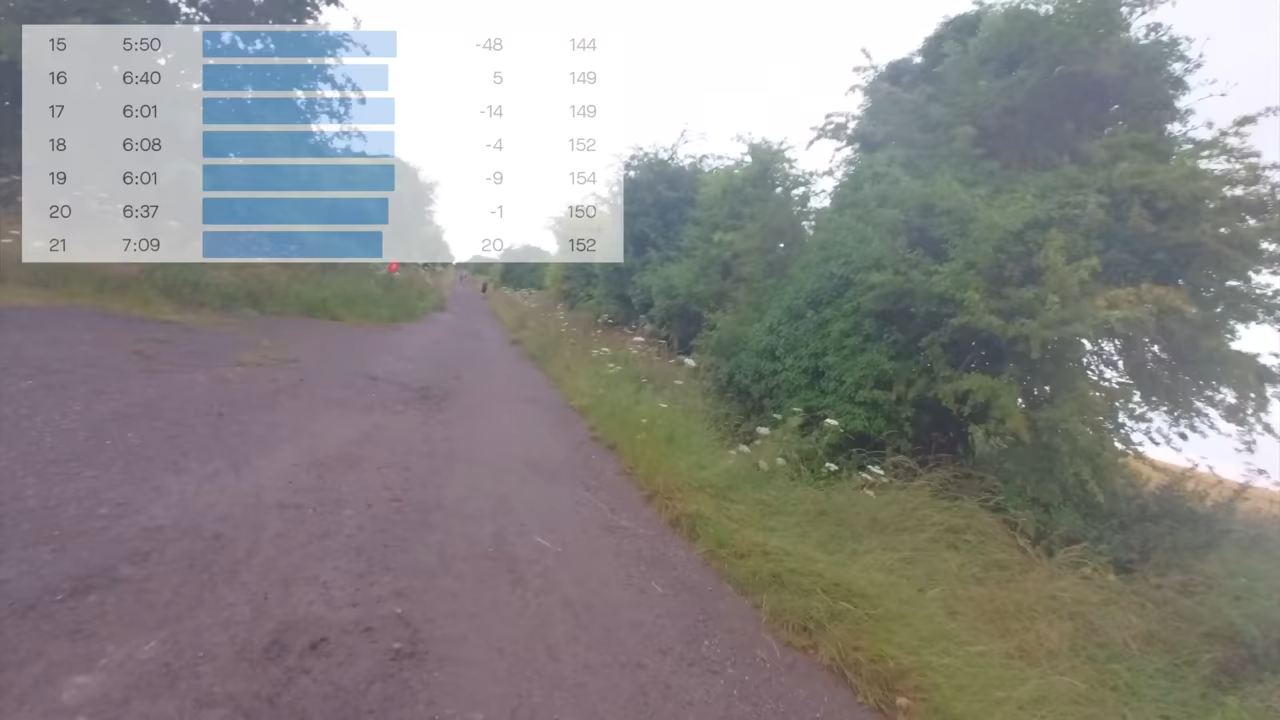 15 5:50 -48 144
16 6:40 5 149
17 6:01 -14 149
18 6:08 -4 152
19 6:01 -9 154
20 6:37 -1 150
21 7:09 20 152